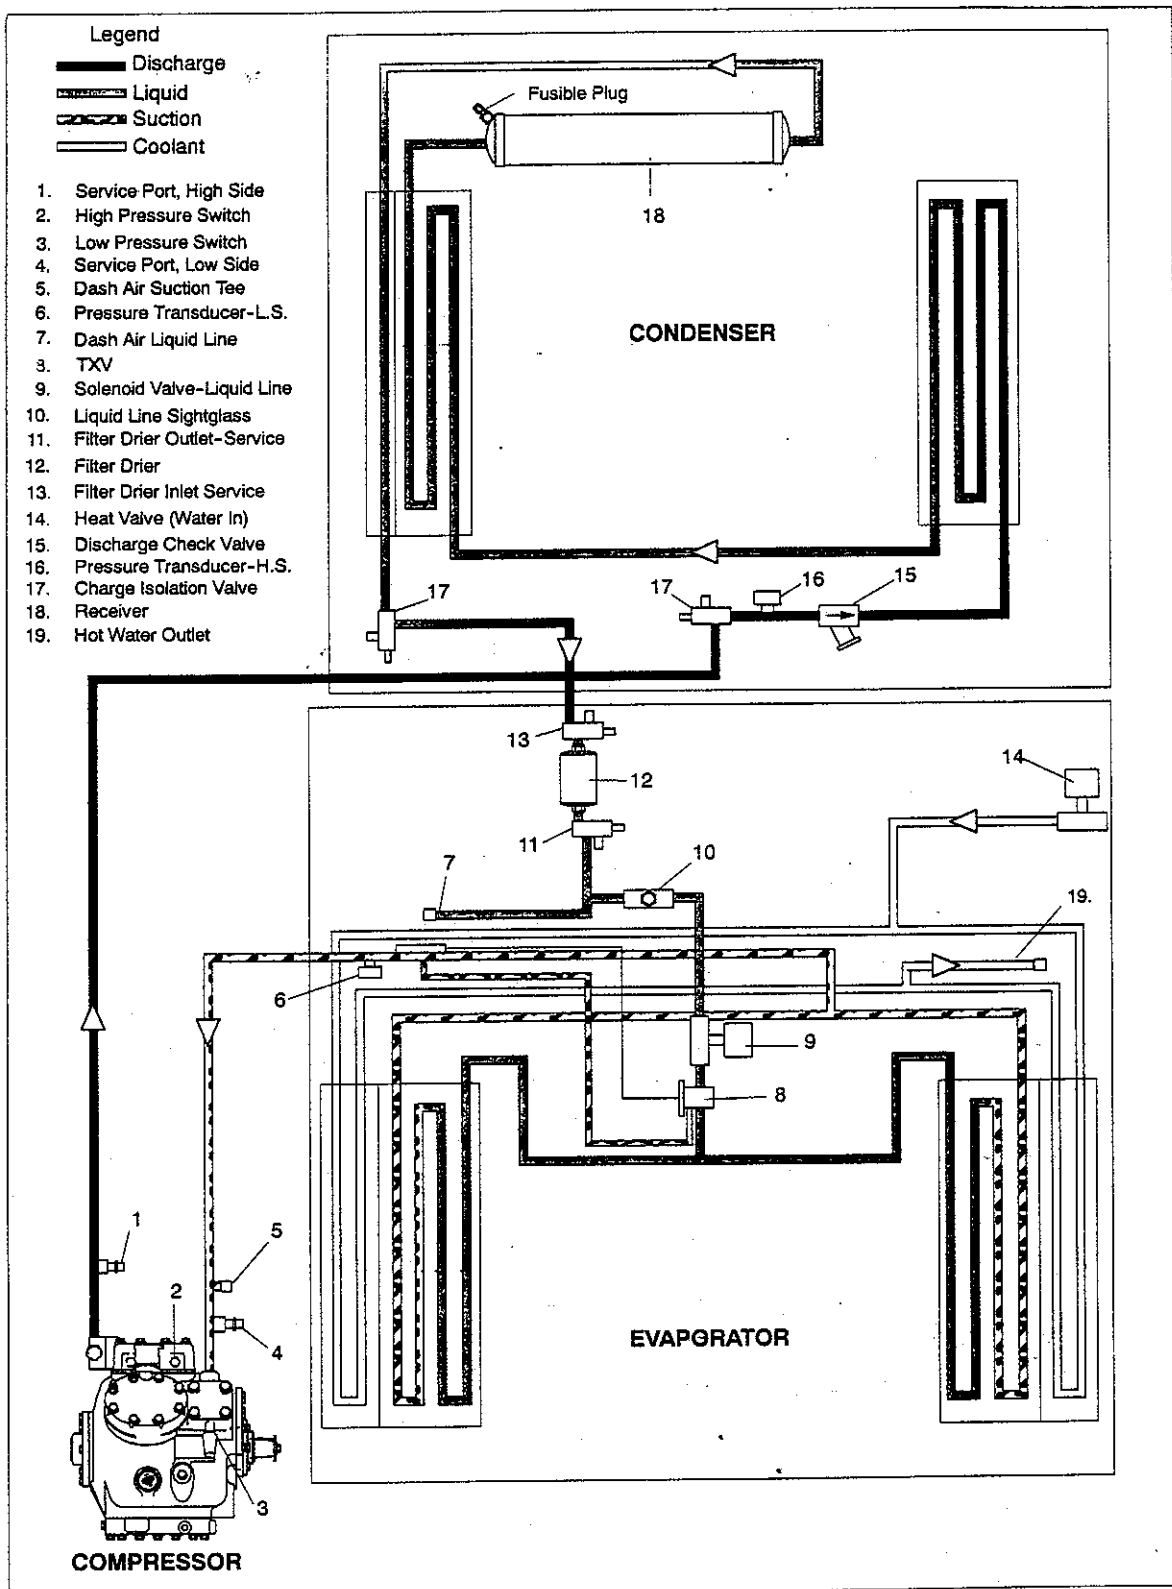 Legend
Discharge
Liquid
Suction
Coolant
1. Service Port, High Side
2. High Pressure Switch
3. Low Pressure Switch
4. Service Port, Low Side
5. Dash Air Suction Tee
6. Pressure Transducer-L.S.
7. Dash Air Liquid Line
8. TXV
9. Solenoid Valve-Liquid Line
10. Liquid Line Sightglass
11. Filter Drier Outlet-Service
12. Filter Drier
13. Filter Drier Inlet Service
14. Heat Valve (Water In)
15. Discharge Check Valve
16. Pressure Transducer-H.S.
17. Charge Isolation Valve
18. Receiver
19. Hot Water Outlet
Fusible Plug
18
CONDENSER
17
17
16
15
13
12
11
14
7
10
19.
6
9
8
1
5
2
4
EVAPORATOR
3
COMPRESSOR